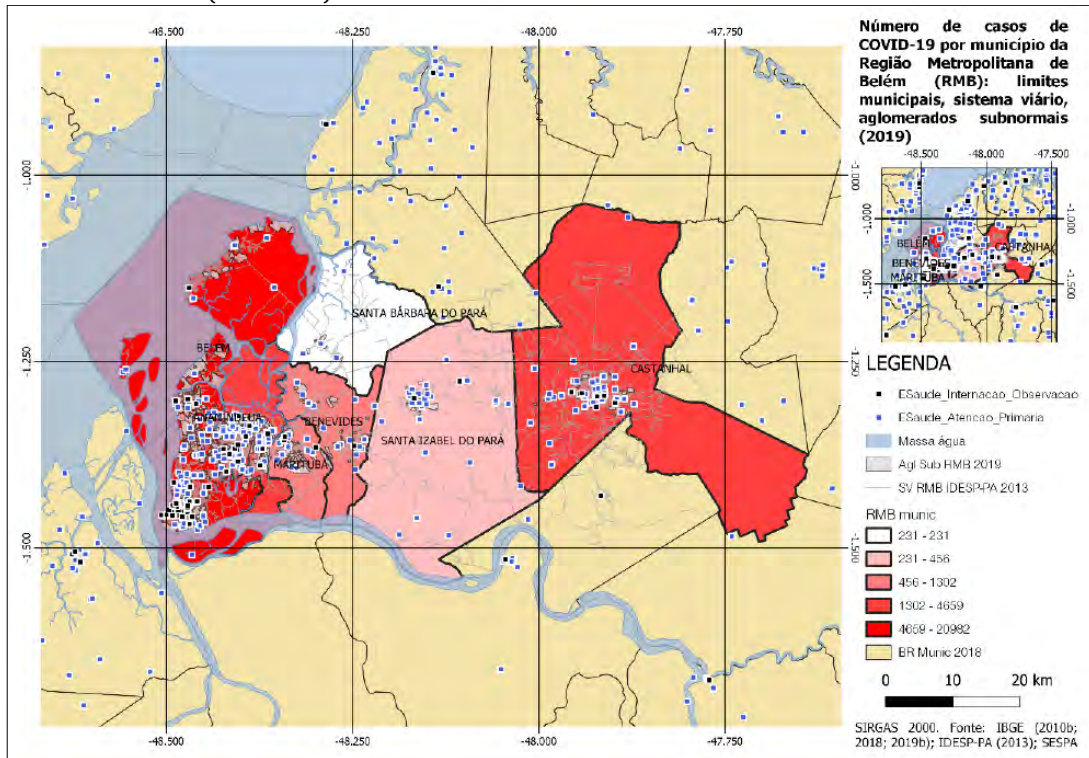 -48.500 -48.250 -48.000 -47.750
-1.000 -1.000
-1.250 -1.250
-1.500 -1.500
-48.500 -48.250 -48.000 -47.750
SANTA BÁRBARA DO PARÁ
BELÉM
CASTANHAL
ANANINDEUA
BENEVIDES
SANTA IZABEL DO PARÁ
MARITUBA
Número de casos de
COVID-19 por município da
Região Metropolitana de
Belém (RMB): limites
municipais, sistema viário,
aglomerados subnormais
(2019)
-48.500 -48.000 -47.500
-1.000
-1.500
BELÉM
CASTANHAL
BENEVIDES
MARITUBA
LEGENDA
ESaude_Internacao_Observacao
ESaude_Atencao_Primaria
Massa água
Agl Sub RMB 2019
SV RMB IDESP-PA 2013
RMB munic
231 - 231
231 - 456
456 - 1302
1302 - 4659
4659 - 20982
BR Munic 2018
0 10 20 km
SIRGAS 2000. Fonte: IBGE (2010b;
2018; 2019b); IDESP-PA (2013); SESPA